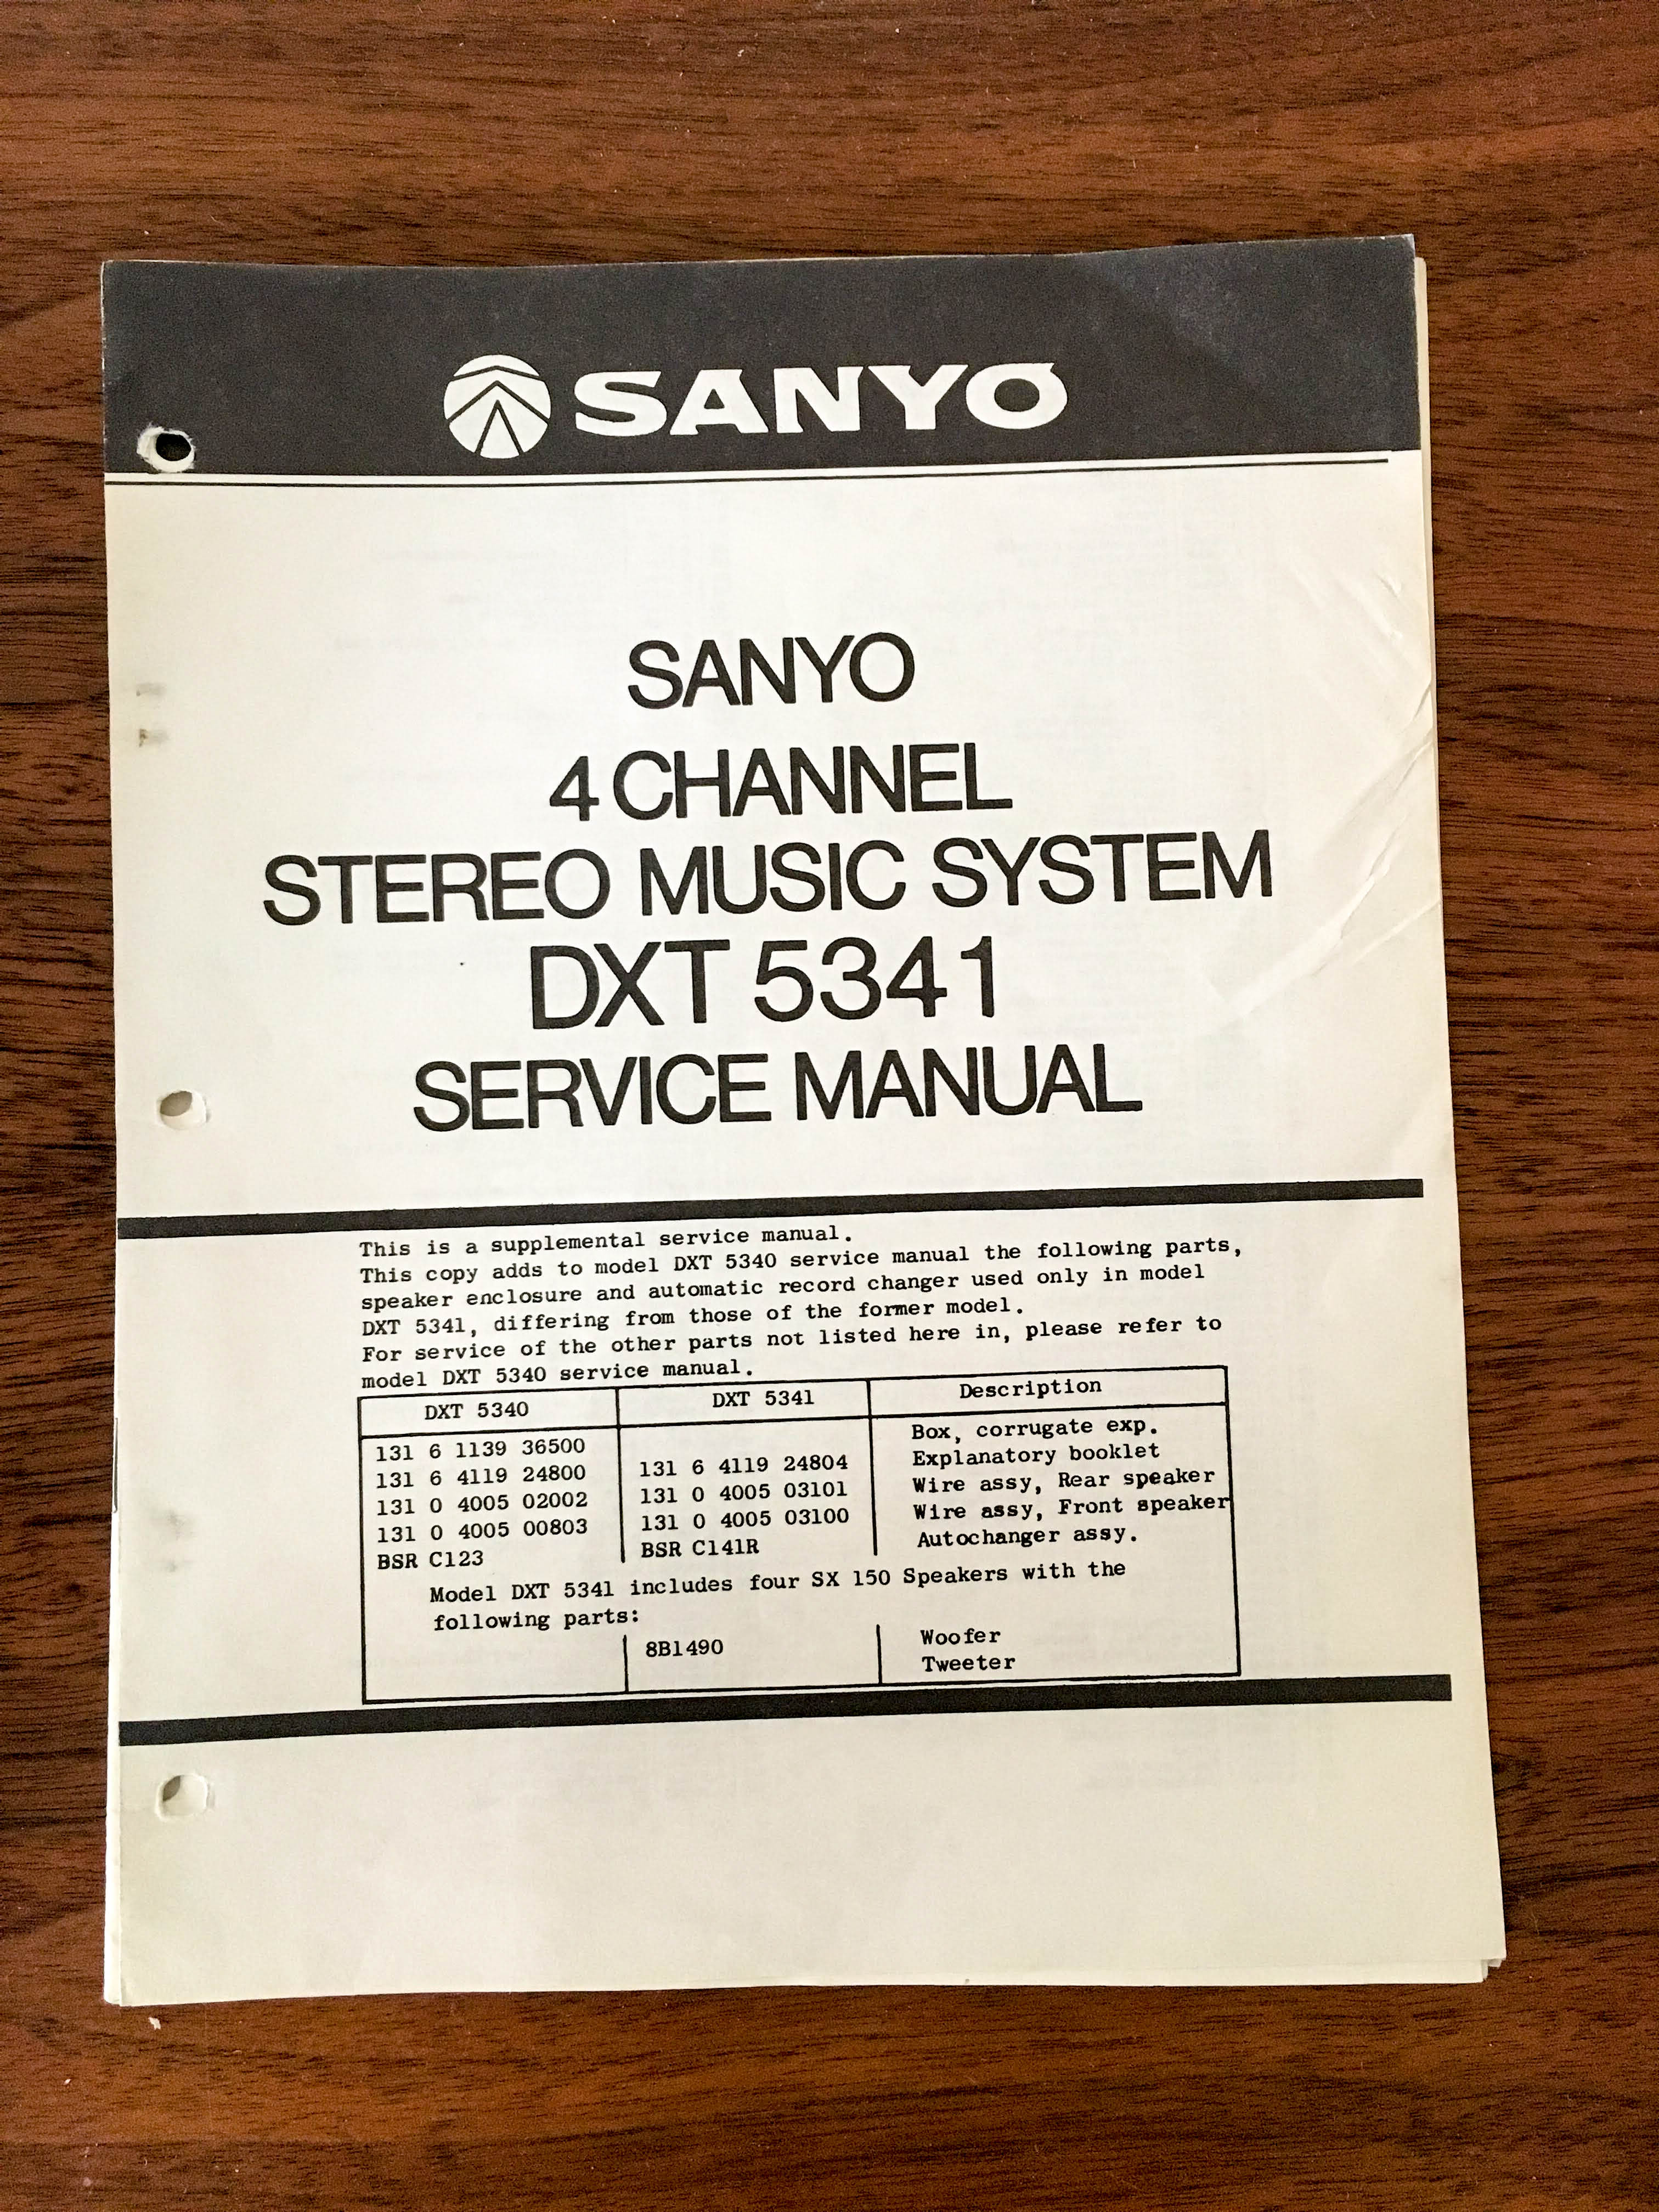 SANYO
SANYO
4 CHANNEL
STEREO MUSIC SYSTEM
DXT 5341
SERVICE MANUAL
This is a supplemental service manual.
This copy adds to model DXT 5340 service manual the following parts,
speaker enclosure and automatic record changer used only in model
DXT 5341, differing from those of the former model.
For service of the other parts not listed here in, please refer to
model DXT 5340 service manual.
DXT 5340 DXT 5341 Description
131 6 1139 36500 Box, corrugate exp.
131 6 4119 24800 131 6 4119 24804 Explanatory booklet
131 0 4005 02002 131 0 4005 03101 Wire assy, Rear speaker
131 0 4005 00803 131 0 4005 03100 Wire assy, Front speaker
BSR C123 BSR C141R Autochanger assy.
Model DXT 5341 includes four SX 150 Speakers with the
following parts:
8B1490 Woofer
Tweeter